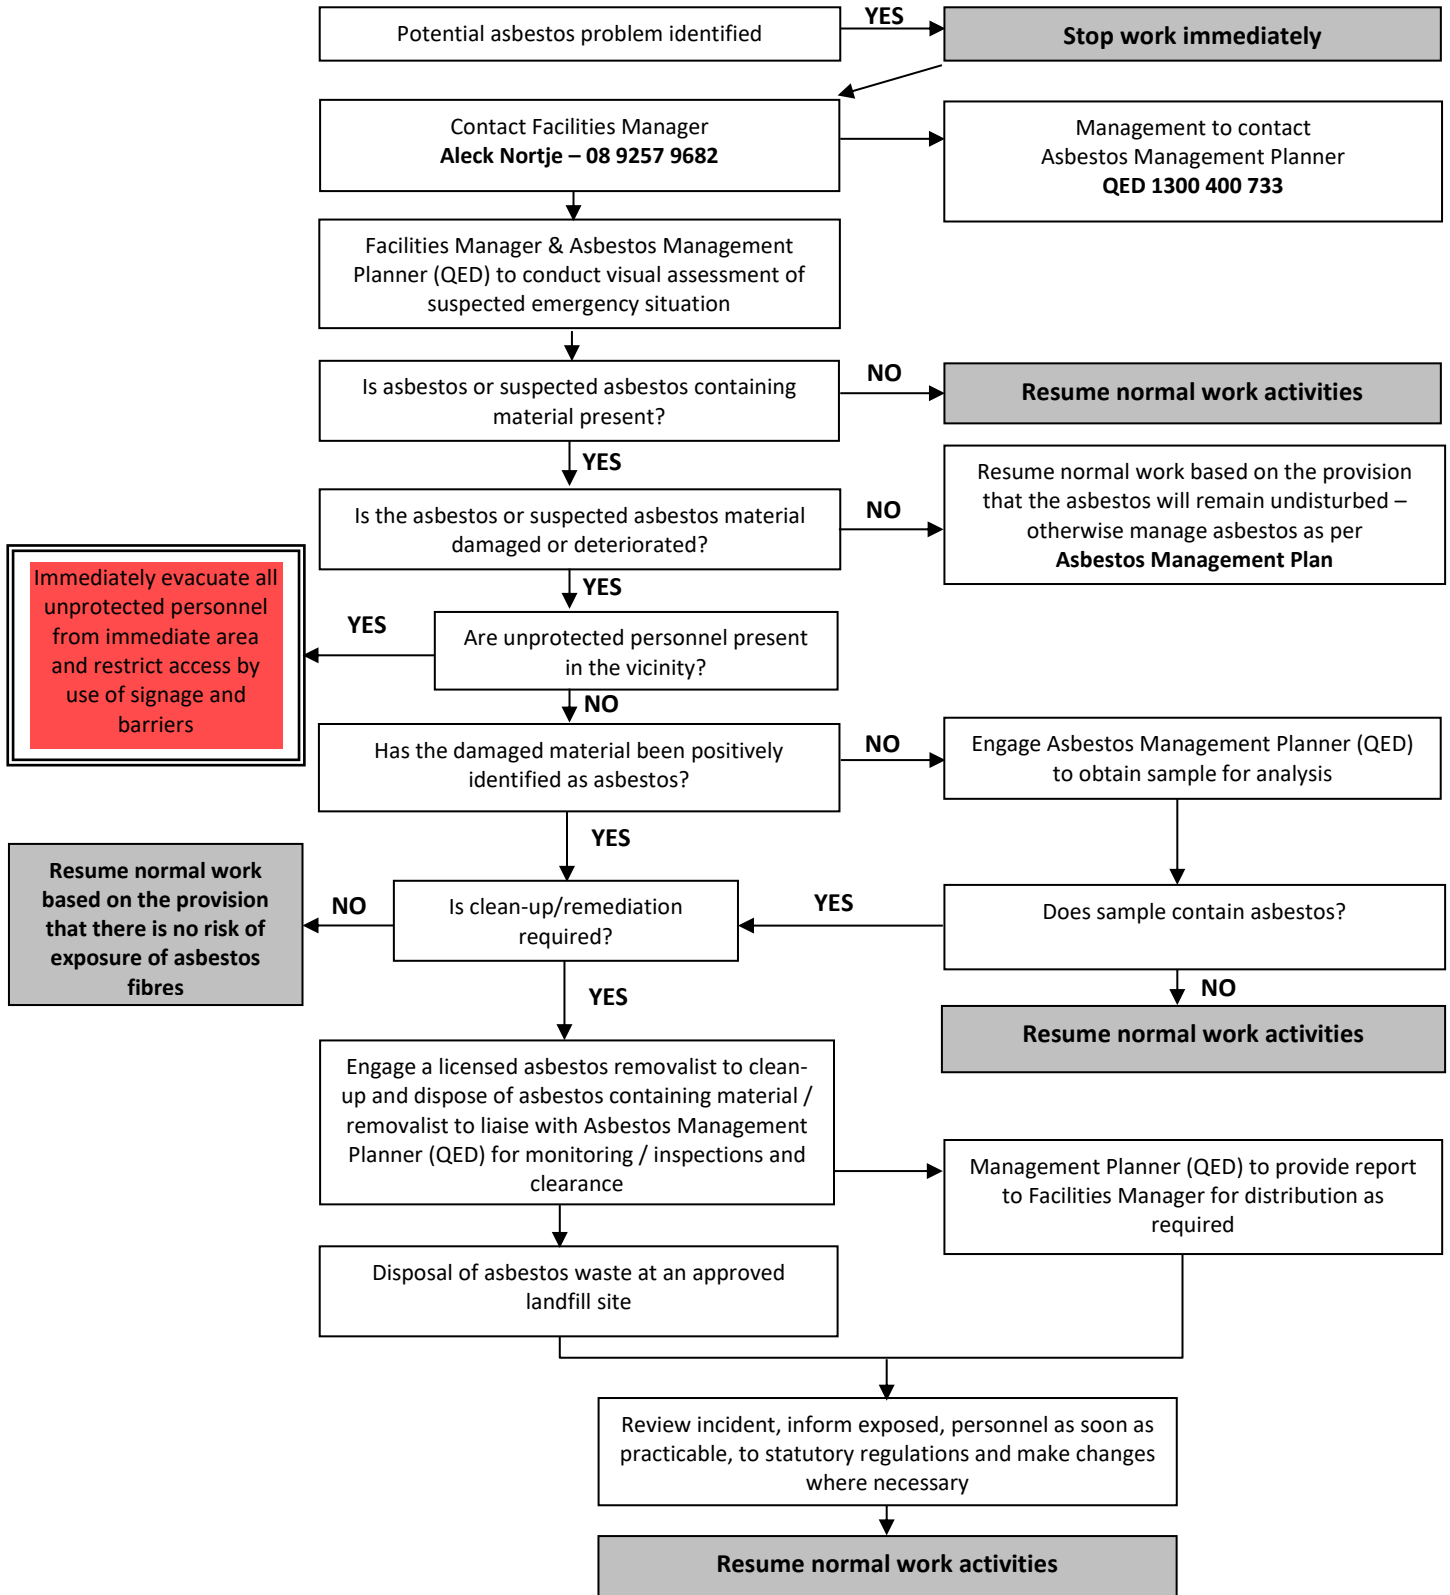 Potential asbestos problem identified
YES
Stop work immediately
Contact Facilities Manager
Aleck Nortje – 08 9257 9682
Management to contact
Asbestos Management Planner
QED 1300 400 733
Facilities Manager & Asbestos Management
Planner (QED) to conduct visual assessment of
suspected emergency situation
Is asbestos or suspected asbestos containing
material present?
NO
Resume normal work activities
YES
Is the asbestos or suspected asbestos material
damaged or deteriorated?
NO
Resume normal work based on the provision
that the asbestos will remain undisturbed –
otherwise manage asbestos as per
Asbestos Management Plan
YES
Are unprotected personnel present
in the vicinity?
YES
Immediately evacuate all
unprotected personnel
from immediate area
and restrict access by
use of signage and
barriers
NO
Has the damaged material been positively
identified as asbestos?
NO
Engage Asbestos Management Planner (QED)
to obtain sample for analysis
YES
Is clean-up/remediation
required?
NO
Resume normal work
based on the provision
that there is no risk of
exposure of asbestos
fibres
YES
Does sample contain asbestos?
NO
Resume normal work activities
YES
Engage a licensed asbestos removalist to clean-
up and dispose of asbestos containing material /
removalist to liaise with Asbestos Management
Planner (QED) for monitoring / inspections and
clearance
Management Planner (QED) to provide report
to Facilities Manager for distribution as
required
Disposal of asbestos waste at an approved
landfill site
Review incident, inform exposed, personnel as soon as
practicable, to statutory regulations and make changes
where necessary
Resume normal work activities